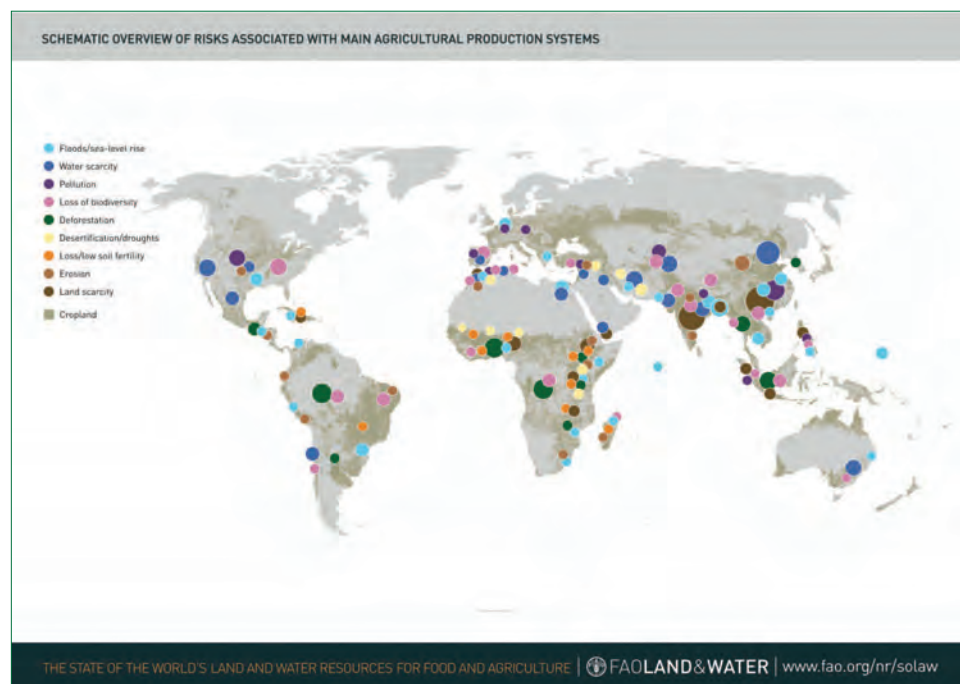 SCHEMATIC OVERVIEW OF RISKS ASSOCIATED WITH MAIN AGRICULTURAL PRODUCTION SYSTEMS
Floods/sea-level rise
Water scarcity
Pollution
Loss of biodiversity
Deforestation
Desertification/droughts
Loss/low soil fertility
Erosion
Land scarcity
Cropland
THE STATE OF THE WORLD'S LAND AND WATER RESOURCES FOR FOOD AND AGRICULTURE | FAO LAND & WATER | www.fao.org/nr/solaw